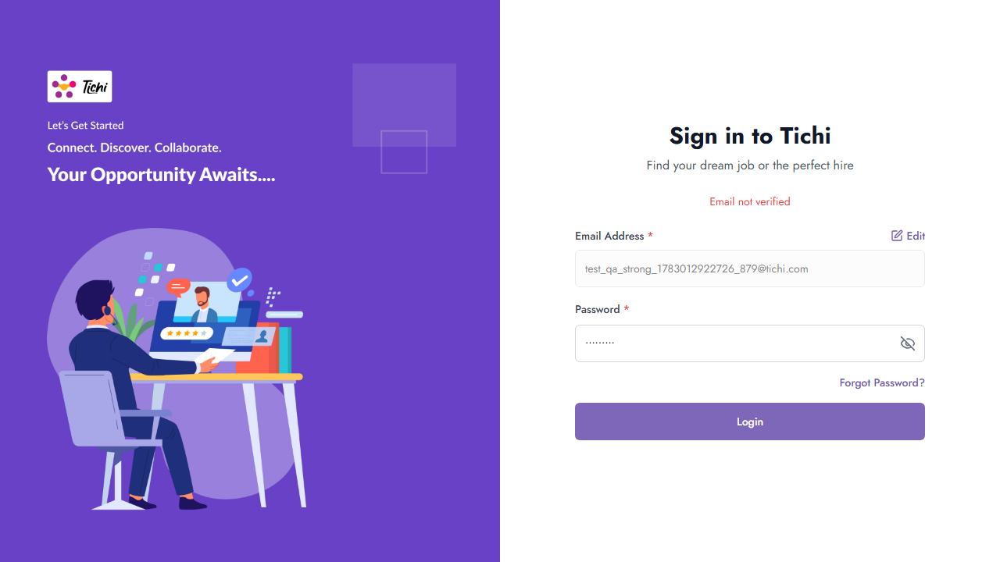 Tichi
Let's Get Started
Connect. Discover. Collaborate.
Your Opportunity Awaits....
Sign in to Tichi
Find your dream job or the perfect hire
Email not verified
Email Address *
Edit
test_qa_strong_1783012922726_879@tichi.com
Password *
Forgot Password?
Login